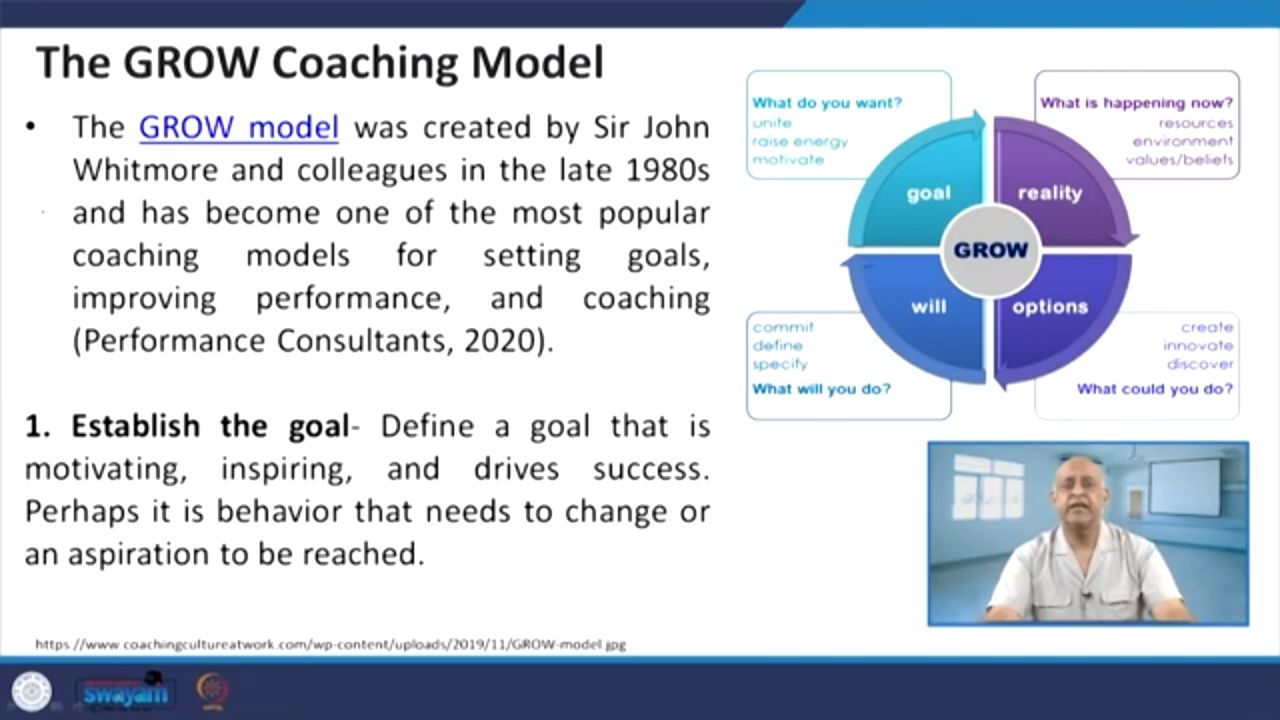 The GROW Coaching Model
• The GROW model was created by Sir John
Whitmore and colleagues in the late 1980s
and has become one of the most popular
coaching models for setting goals,
improving performance, and coaching
(Performance Consultants, 2020).
1. Establish the goal- Define a goal that is
motivating, inspiring, and drives success.
Perhaps it is behavior that needs to change or
an aspiration to be reached.
What do you want?
unite
raise energy
motivate
What is happening now?
resources
environment
values/beliefs
goal
reality
GROW
will
options
commit
define
specify
What will you do?
create
innovate
discover
What could you do?
https://www.coachingcultureatwork.com/wp-content/uploads/2019/11/GROW-model.jpg
swayam